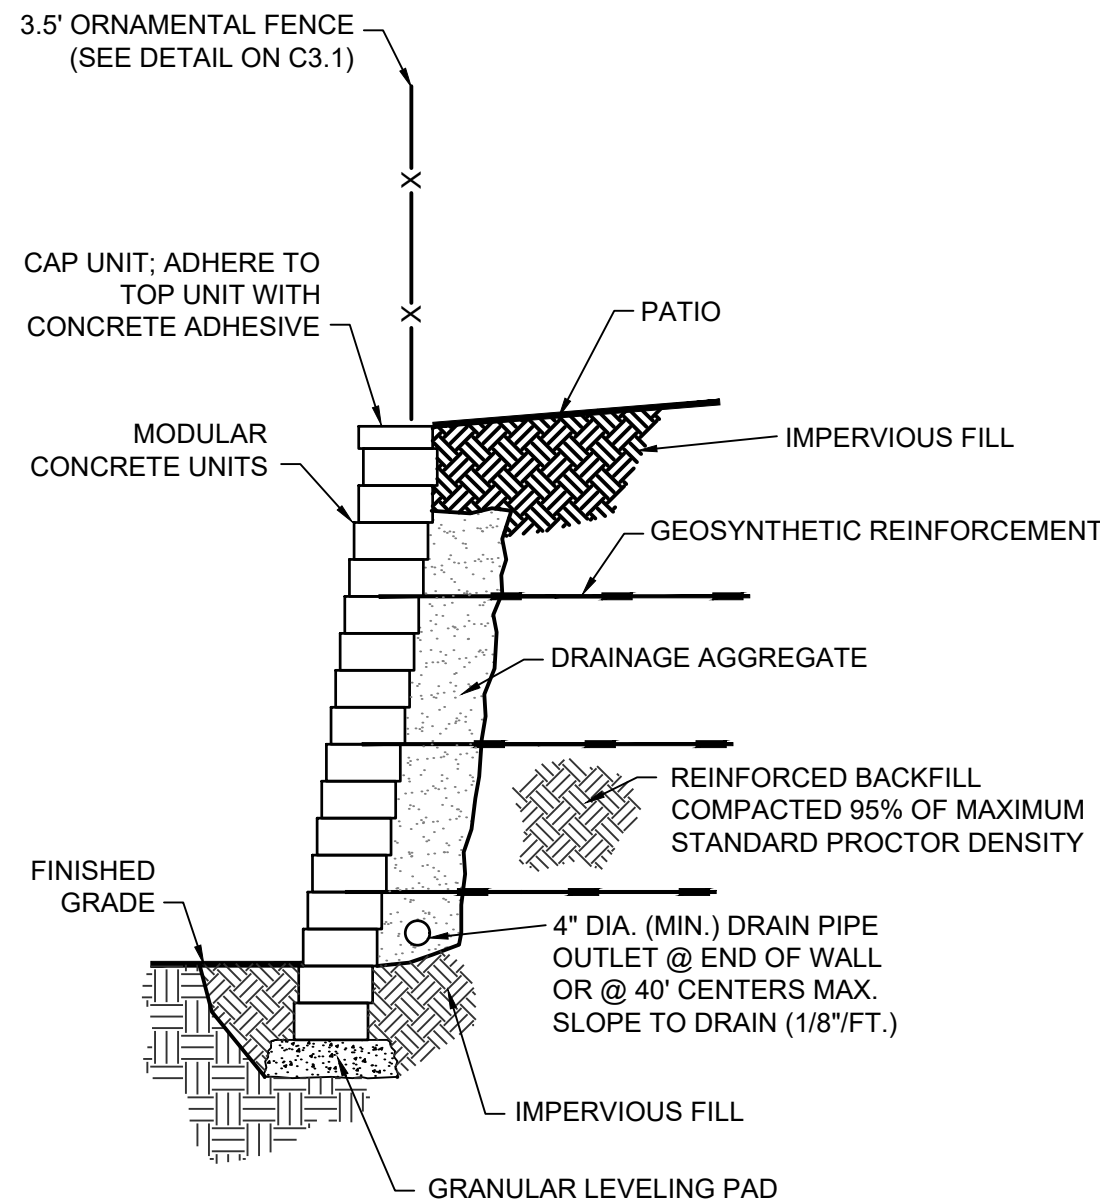 3.5' ORNAMENTAL FENCE
(SEE DETAIL ON C3.1)
CAP UNIT; ADHERE TO
TOP UNIT WITH
CONCRETE ADHESIVE
PATIO
MODULAR
CONCRETE UNITS
IMPERVIOUS FILL
GEOSYNTHETIC REINFORCEMENT
DRAINAGE AGGREGATE
REINFORCED BACKFILL
COMPACTED 95% OF MAXIMUM
STANDARD PROCTOR DENSITY
FINISHED
GRADE
4" DIA. (MIN.) DRAIN PIPE
OUTLET @ END OF WALL
OR @ 40' CENTERS MAX.
SLOPE TO DRAIN (1/8"/FT.)
IMPERVIOUS FILL
GRANULAR LEVELING PAD